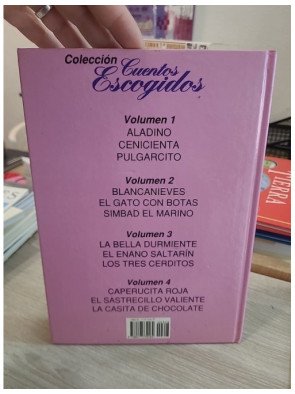 Colección
Cuentos
Escogidos
Volumen 1
ALADINO
CENICIENTA
PULGARCITO
Volumen 2
BLANCANIEVES
EL GATO CON BOTAS
SIMBAD EL MARINO
Volumen 3
LA BELLA DURMIENTE
EL ENANO SALTARÍN
LOS TRES CERDITOS
Volumen 4
CAPERUCITA ROJA
EL SASTRECILLO VALIENTE
LA CASITA DE CHOCOLATE
TIERRA